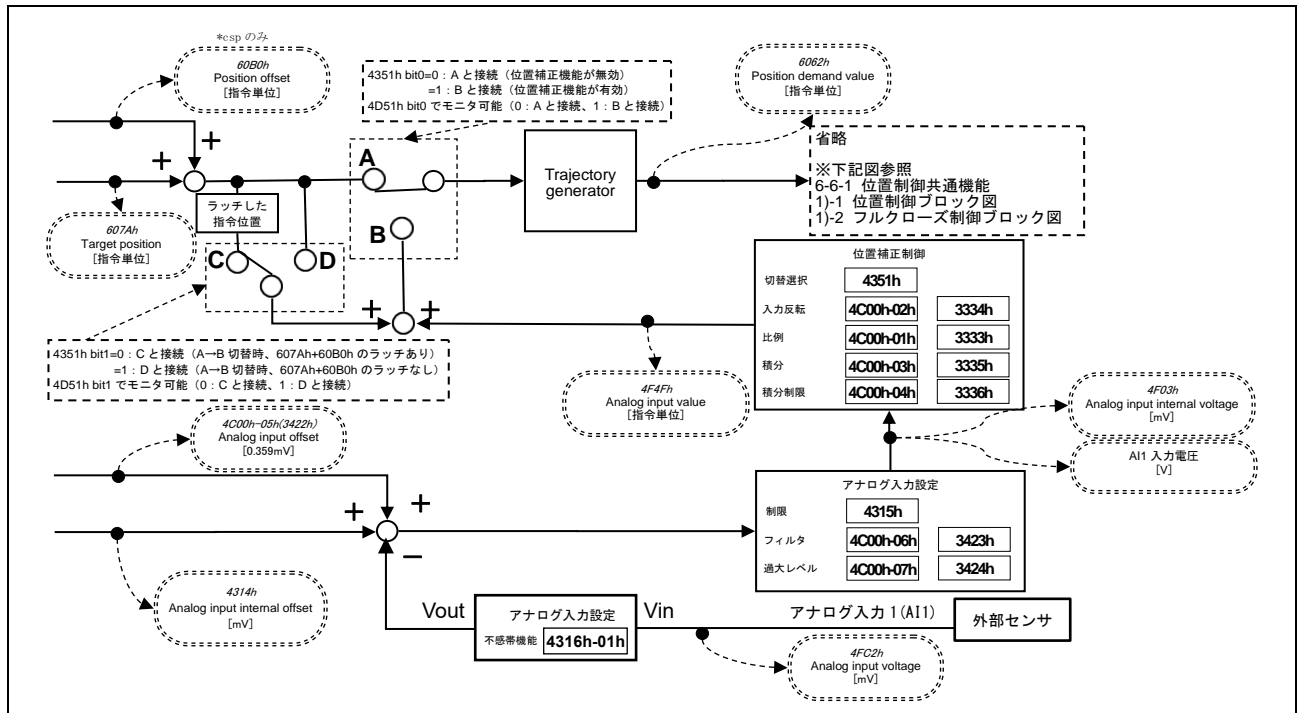 *csp のみ
60B0h
Position offset
[指令単位]
4351h bit0=0：A と接続（位置補正機能が無効）
=1：B と接続（位置補正機能が有効）
4D51h bit0 でモニタ可能（0：A と接続、1：B と接続）
6062h
Position demand value
[指令単位]
省略
※下記図参照
6-6-1 位置制御共通機能
1)-1 位置制御ブロック図
1)-2 フルクローズ制御ブロック図
+
+
A
Trajectory
generator
ラッチした
指令位置
607Ah
Target position
[指令単位]
B
C
D
+
+
位置補正制御
切替選択 4351h
入力反転 4C00h-02h 3334h
比例 4C00h-01h 3333h
積分 4C00h-03h 3335h
積分制限 4C00h-04h 3336h
4351h bit1=0：C と接続（A→B 切替時、607Ah+60B0h のラッチあり）
=1：D と接続（A→B 切替時、607Ah+60B0h のラッチなし）
4D51h bit1 でモニタ可能（0：C と接続、1：D と接続）
4F4Fh
Analog input value
[指令単位]
4F03h
Analog input internal voltage
[mV]
AI1 入力電圧
[V]
4C00h-05h(3422h)
Analog input offset
[0.359mV]
+
+
−
アナログ入力設定
制限 4315h
フィルタ 4C00h-06h 3423h
過大レベル 4C00h-07h 3424h
4314h
Analog input internal offset
[mV]
Vout
アナログ入力設定
不感帯機能 4316h-01h
Vin
アナログ入力 1(AI1)
外部センサ
4FC2h
Analog input voltage
[mV]